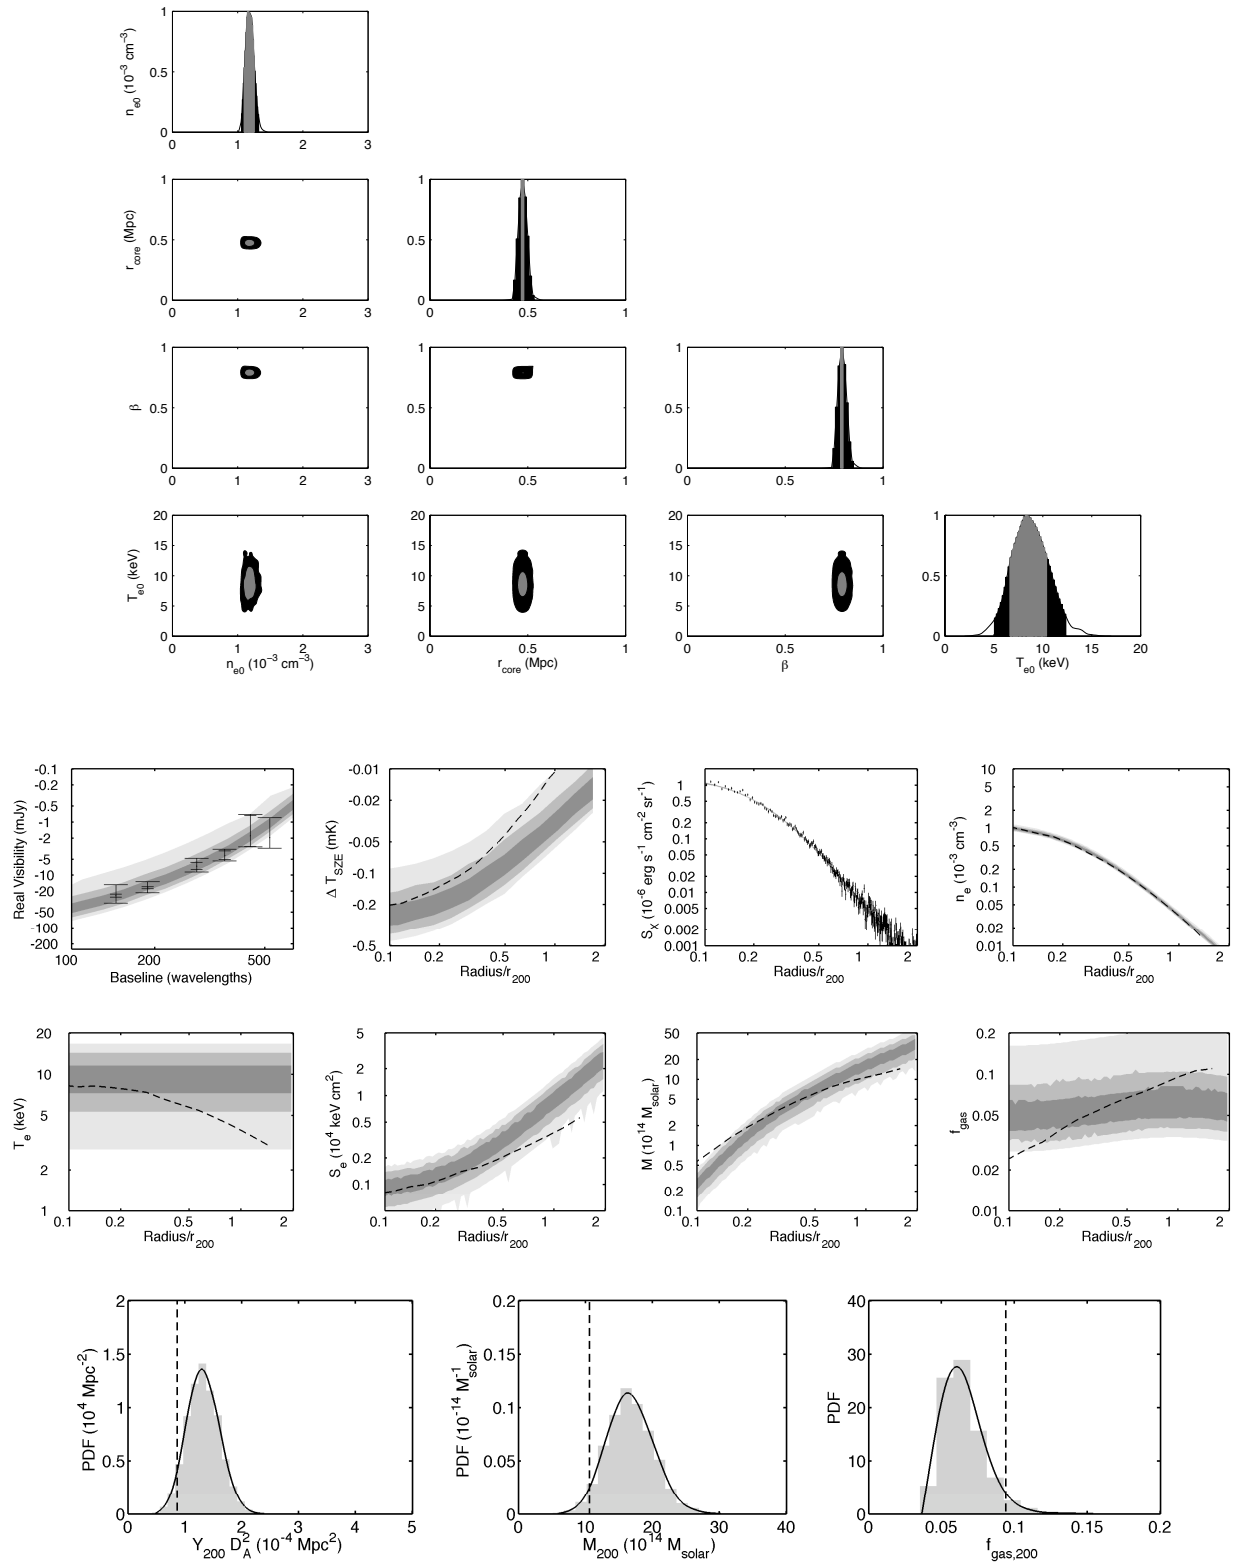 1
0.5
0
n_e0 (10^-3 cm^-3)
0 1 2 3
1
0.5
0
r_core (Mpc)
0 1 2 3
1
0.5
0
0 0.5 1
1
0.5
0
β
0 1 2 3
1
0.5
0
0 0.5 1
1
0.5
0
0 0.5 1
20
15
10
5
0
T_e0 (keV)
0 1 2 3
n_e0 (10^-3 cm^-3)
20
15
10
5
0
0 0.5 1
r_core (Mpc)
20
15
10
5
0
0 0.5 1
β
1
0.5
0
0 5 10 15 20
T_e0 (keV)
-0.1
-0.2
-0.5
-1
-2
-5
-10
-20
-50
-100
-200
Real Visibility (mJy)
100 200 500
Baseline (wavelengths)
-0.01
-0.02
-0.05
-0.1
-0.2
-0.5
Δ T_SZE (mK)
0.1 0.2 0.5 1 2
Radius/r_200
1
0.5
0.2
0.1
0.05
0.02
0.01
0.005
0.002
0.001
S_X (10^-6 erg s^-1 cm^-2 sr^-1)
0.1 0.2 0.5 1 2
Radius/r_200
10
5
2
1
0.5
0.2
0.1
0.05
0.02
0.01
n_e (10^-3 cm^-3)
0.1 0.2 0.5 1 2
Radius/r_200
20
10
5
2
1
T_e (keV)
0.1 0.2 0.5 1 2
Radius/r_200
5
2
1
0.5
0.2
0.1
S_e (10^4 keV cm^2)
0.1 0.2 0.5 1 2
Radius/r_200
50
20
10
5
2
1
0.5
0.2
0.1
M (10^14 M_solar)
0.1 0.2 0.5 1 2
Radius/r_200
0.2
0.1
0.05
0.02
0.01
f_gas
0.1 0.2 0.5 1 2
Radius/r_200
2
1.5
1
0.5
0
PDF (10^4 Mpc^-2)
0 1 2 3 4 5
Y_200 D_A^2 (10^-4 Mpc^2)
0.2
0.15
0.1
0.05
0
PDF (10^-14 M_solar^-1)
0 10 20 30 40
M_200 (10^14 M_solar)
40
30
20
10
0
PDF
0 0.05 0.1 0.15 0.2
f_gas,200